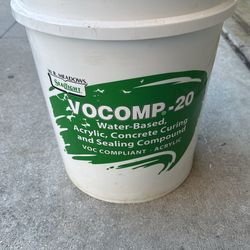 W. R. MEADOWS
SEALTIGHT
VOCOMP®-20
Water-Based,
Acrylic, Concrete Curing
and Sealing Compound
VOC COMPLIANT · ACRYLIC